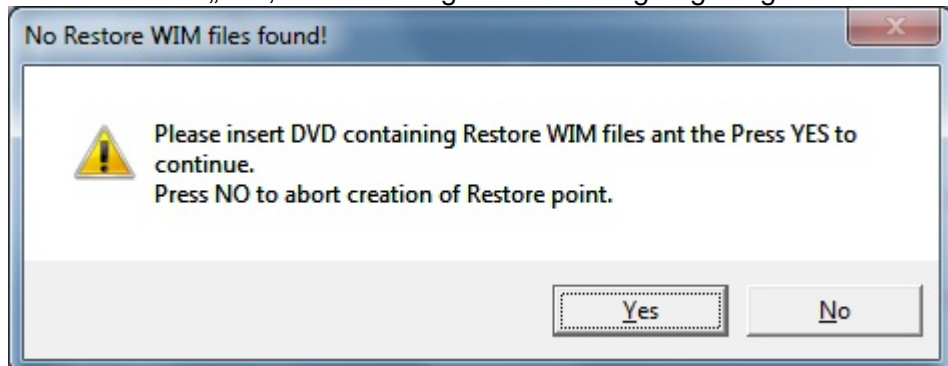 No Restore WIM files found!
Please insert DVD containing Restore WIM files ant the Press YES to
continue.
Press NO to abort creation of Restore point.
Yes
No